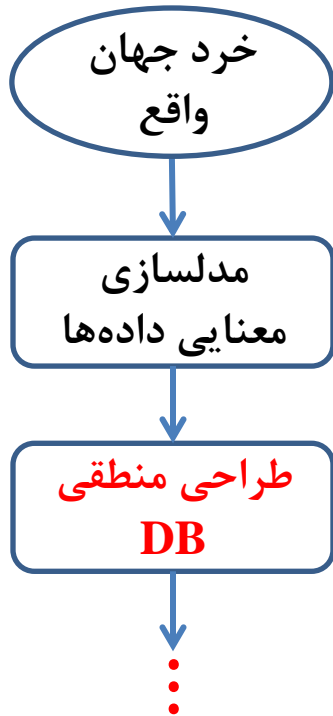 خرد جهان
واقع
مدلسازی
معنایی داده‌ها
طراحی منطقی
DB